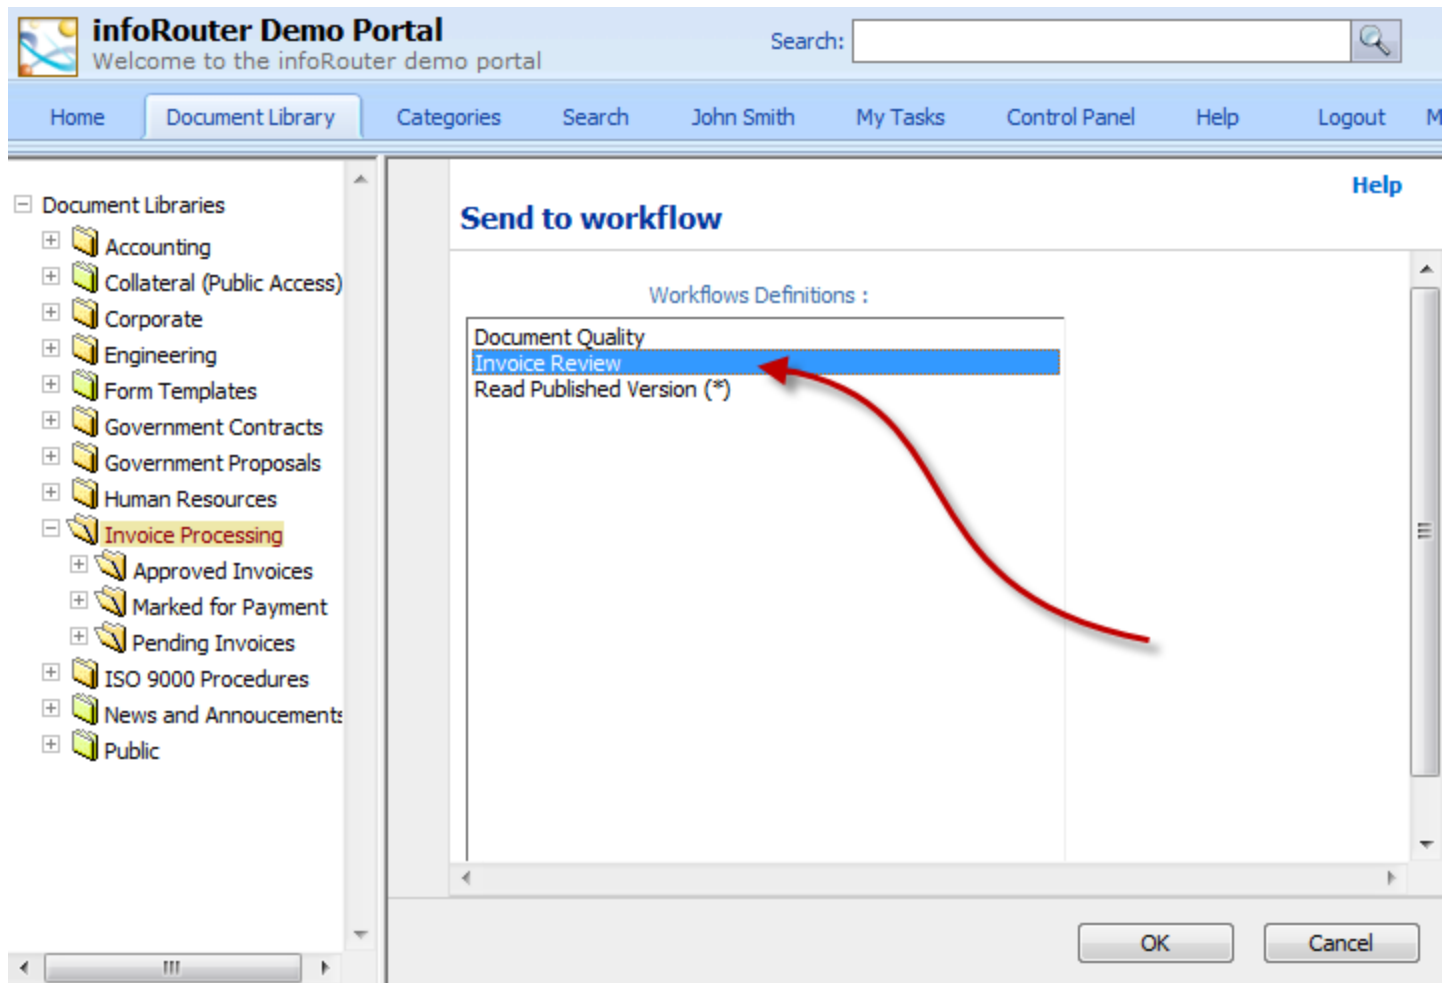 infoRouter Demo Portal
Welcome to the infoRouter demo portal
Search:
Home Document Library Categories Search John Smith My Tasks Control Panel Help Logout M
Document Libraries
Accounting
Collateral (Public Access)
Corporate
Engineering
Form Templates
Government Contracts
Government Proposals
Human Resources
Invoice Processing
Approved Invoices
Marked for Payment
Pending Invoices
ISO 9000 Procedures
News and Annoucements
Public
Help
Send to workflow
Workflows Definitions :
Document Quality
Invoice Review
Read Published Version (*)
OK Cancel